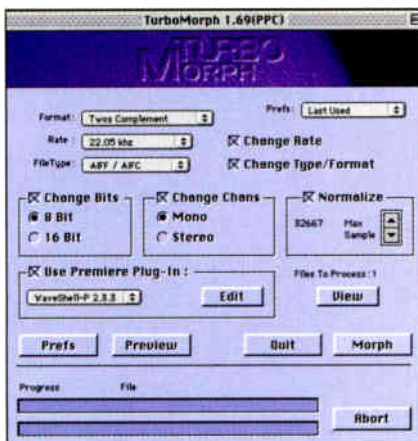 TurboMorph 1.69(PPC)
TURBO
MORPH
Format: Twos Complement
Prefs: Last Used
Rate: 22.05 khz
Change Rate
FileType: AIFF / AIFC
Change Type/Format
Change Bits
8 Bit
16 Bit
Change Chans
Mono
Stereo
Normalize
32667 Max Sample
Use Premiere Plug-In :
WaveShell-P 2.3.3
Edit
Files To Process: 1
View
Prefs
Preview
Quit
Morph
Progress File
Abort